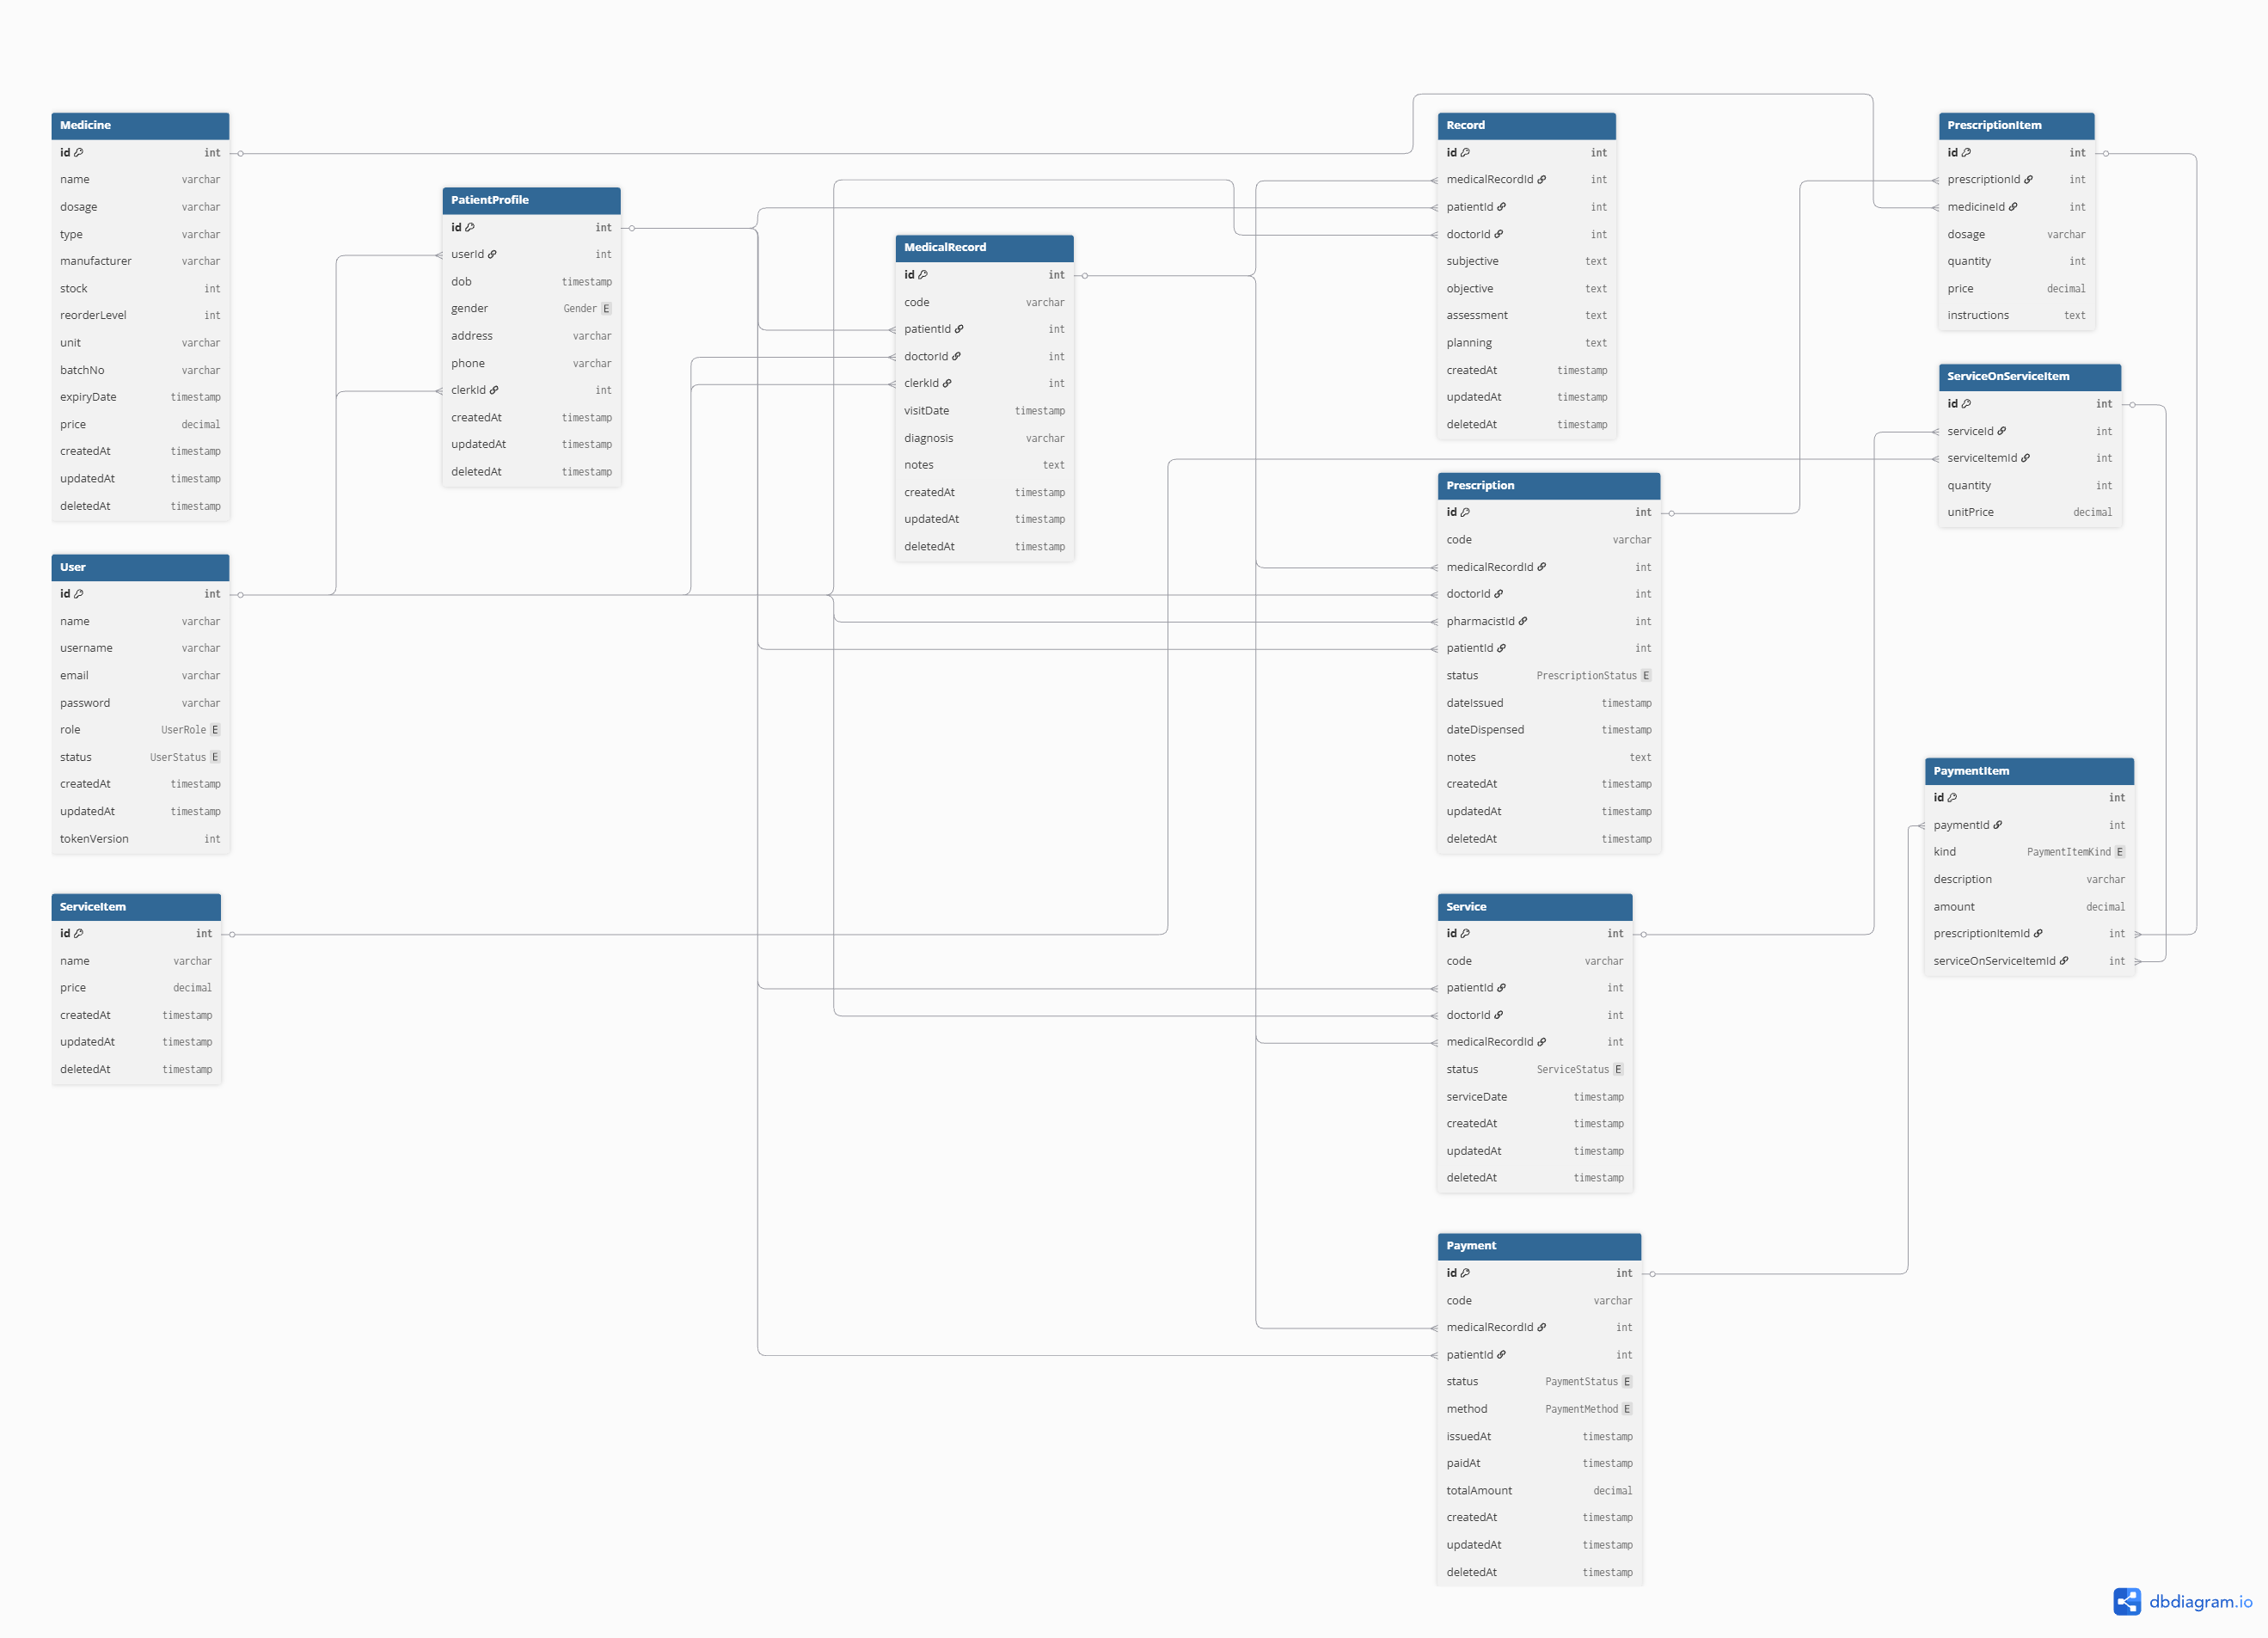 Medicine
id int
name varchar
dosage varchar
type varchar
manufacturer varchar
stock int
reorderLevel int
unit varchar
batchNo varchar
expiryDate timestamp
price decimal
createdAt timestamp
updatedAt timestamp
deletedAt timestamp
User
id int
name varchar
username varchar
email varchar
password varchar
role UserRole E
status UserStatus E
createdAt timestamp
updatedAt timestamp
tokenVersion int
ServiceItem
id int
name varchar
price decimal
createdAt timestamp
updatedAt timestamp
deletedAt timestamp
PatientProfile
id int
userId int
dob timestamp
gender Gender E
address varchar
phone varchar
clerkId int
createdAt timestamp
updatedAt timestamp
deletedAt timestamp
MedicalRecord
id int
code varchar
patientId int
doctorId int
clerkId int
visitDate timestamp
diagnosis varchar
notes text
createdAt timestamp
updatedAt timestamp
deletedAt timestamp
Record
id int
medicalRecordId int
patientId int
doctorId int
subjective text
objective text
assessment text
planning text
createdAt timestamp
updatedAt timestamp
deletedAt timestamp
Prescription
id int
code varchar
medicalRecordId int
doctorId int
pharmacistId int
patientId int
status PrescriptionStatus E
dateIssued timestamp
dateDispensed timestamp
notes text
createdAt timestamp
updatedAt timestamp
deletedAt timestamp
Service
id int
code varchar
patientId int
doctorId int
medicalRecordId int
status ServiceStatus E
serviceDate timestamp
createdAt timestamp
updatedAt timestamp
deletedAt timestamp
Payment
id int
code varchar
medicalRecordId int
patientId int
status PaymentStatus E
method PaymentMethod E
issuedAt timestamp
paidAt timestamp
totalAmount decimal
createdAt timestamp
updatedAt timestamp
deletedAt timestamp
PrescriptionItem
id int
prescriptionId int
medicineId int
dosage varchar
quantity int
price decimal
instructions text
ServiceOnServiceItem
id int
serviceId int
serviceItemId int
quantity int
unitPrice decimal
PaymentItem
id int
paymentId int
kind PaymentItemKind E
description varchar
amount decimal
prescriptionItemId int
serviceOnServiceItemId int
dbdiagram.io